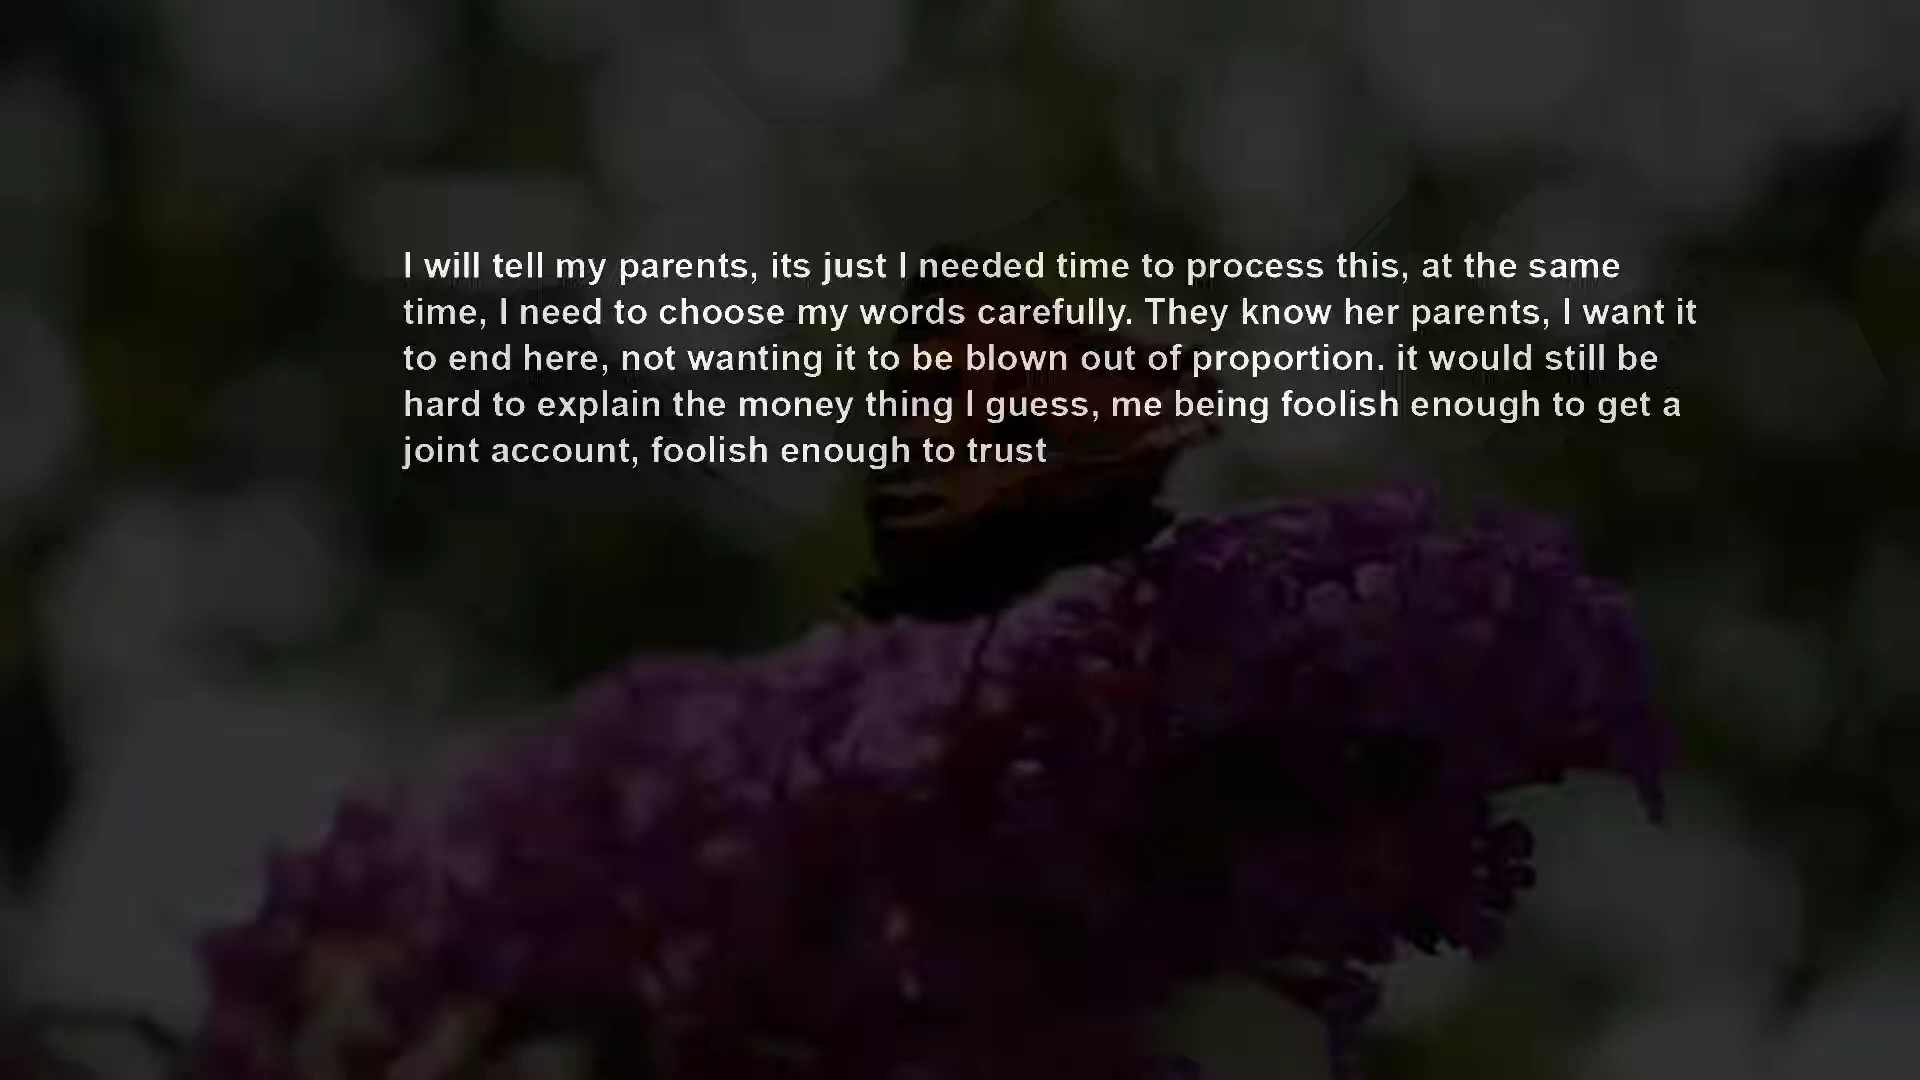 I will tell my parents, its just I needed time to process this, at the same
time, I need to choose my words carefully. They know her parents, I want it
to end here, not wanting it to be blown out of proportion. it would still be
hard to explain the money thing I guess, me being foolish enough to get a
joint account, foolish enough to trust